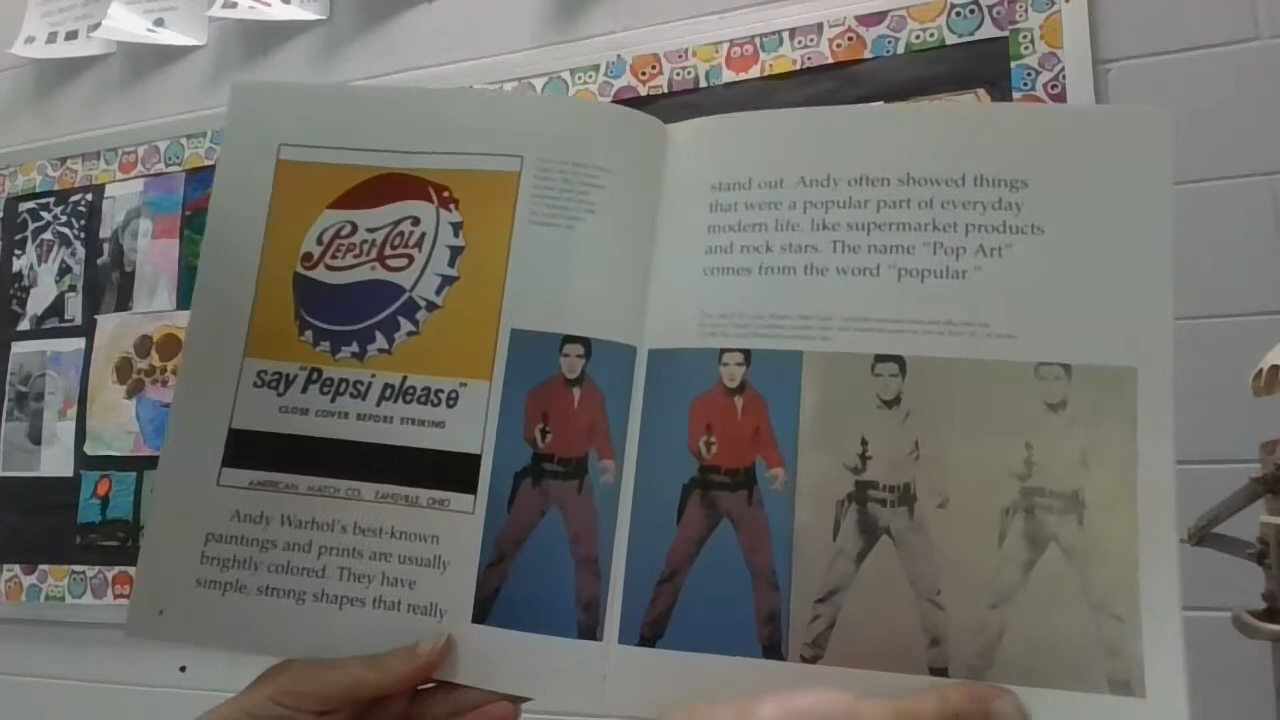 PEPSI-COLA
say "Pepsi please"
CLOSE COVER BEFORE STRIKING
AMERICAN MATCH CO. ZANSVILLE, OHIO
Andy Warhol's best-known
paintings and prints are usually
brightly colored. They have
simple, strong shapes that really
stand out. Andy often showed things
that were a popular part of everyday
modern life, like supermarket products
and rock stars. The name "Pop Art"
comes from the word "popular."